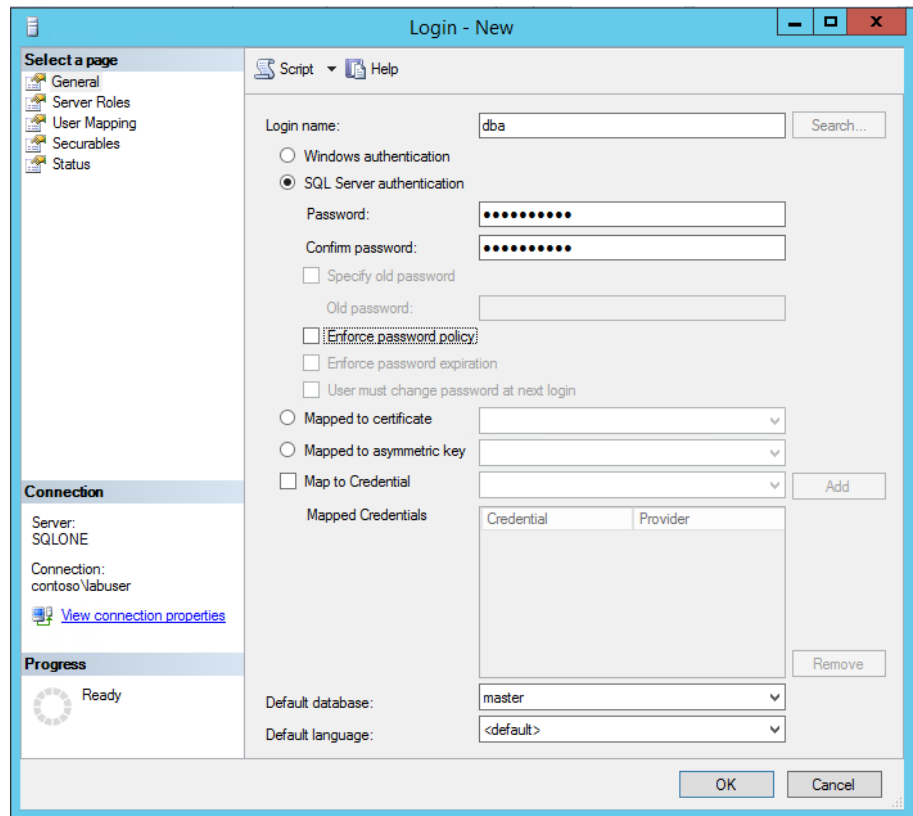 Login - New
Select a page
General
Server Roles
User Mapping
Securables
Status
Script
Help
Login name:
dba
Search...
Windows authentication
SQL Server authentication
Password:
●●●●●●●●●●
Confirm password:
●●●●●●●●●●
Specify old password
Old password:
Enforce password policy
Enforce password expiration
User must change password at next login
Mapped to certificate
Mapped to asymmetric key
Map to Credential
Add
Mapped Credentials
Credential
Provider
Remove
Default database:
master
Default language:
<default>
Connection
Server:
SQLONE
Connection:
contoso\labuser
View connection properties
Progress
Ready
OK
Cancel